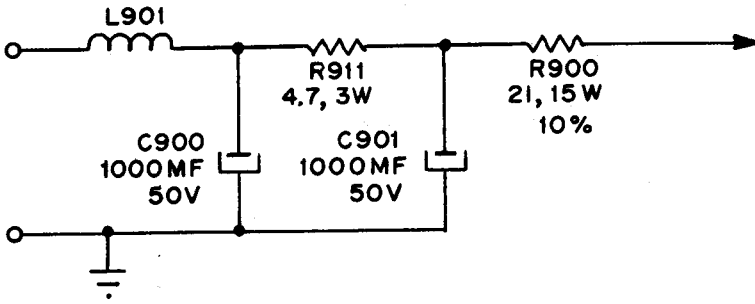 L901
R911
4.7, 3W
R900
21, 15W
10%
C900
1000MF
50V
C901
1000MF
50V